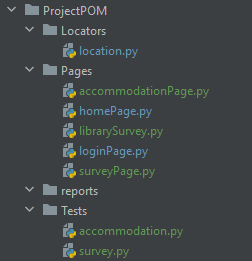 ProjectPOM
Locators
location.py
Pages
accommodationPage.py
homePage.py
librarySurvey.py
loginPage.py
surveyPage.py
reports
Tests
accommodation.py
survey.py